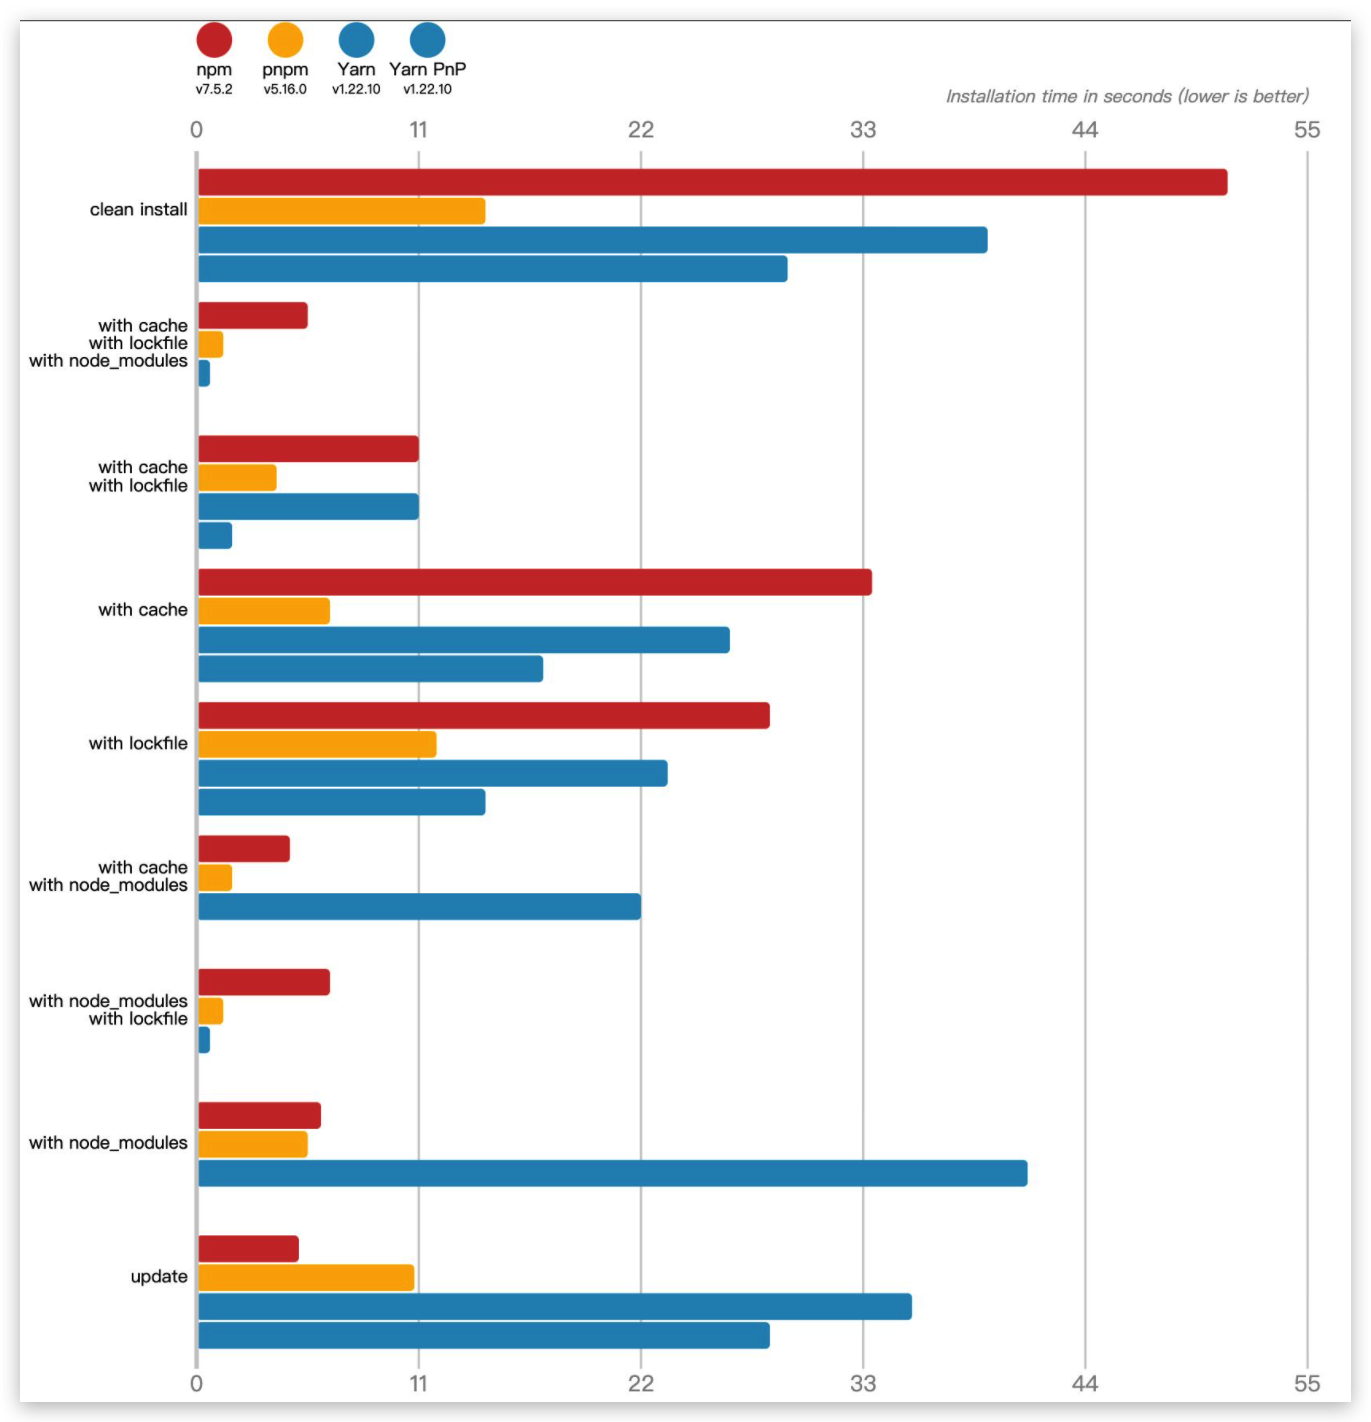 npm pnpm Yarn Yarn PnP
v7.5.2 v5.16.0 v1.22.10 v1.22.10
Installation time in seconds (lower is better)
0 11 22 33 44 55
clean install
with cache
with lockfile
with node_modules
with cache
with lockfile
with cache
with lockfile
with cache
with node_modules
with node_modules
with lockfile
with node_modules
update
0 11 22 33 44 55